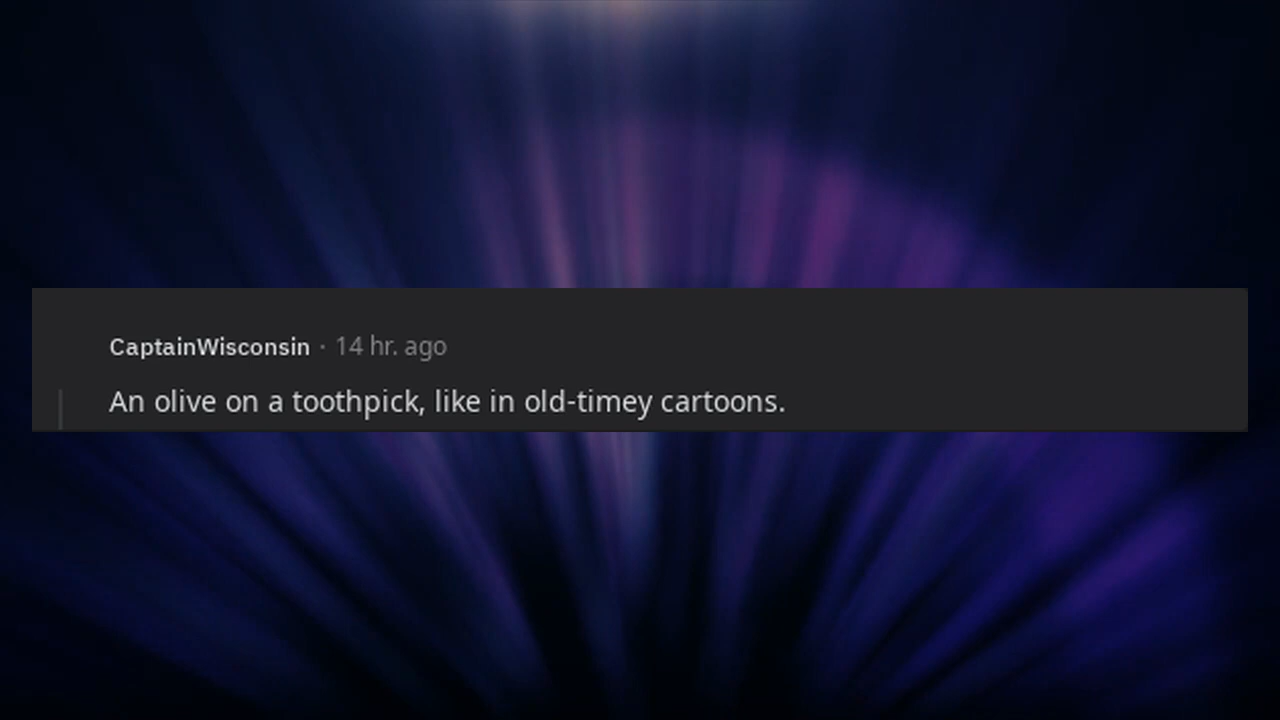 CaptainWisconsin · 14 hr. ago
An olive on a toothpick, like in old-timey cartoons.